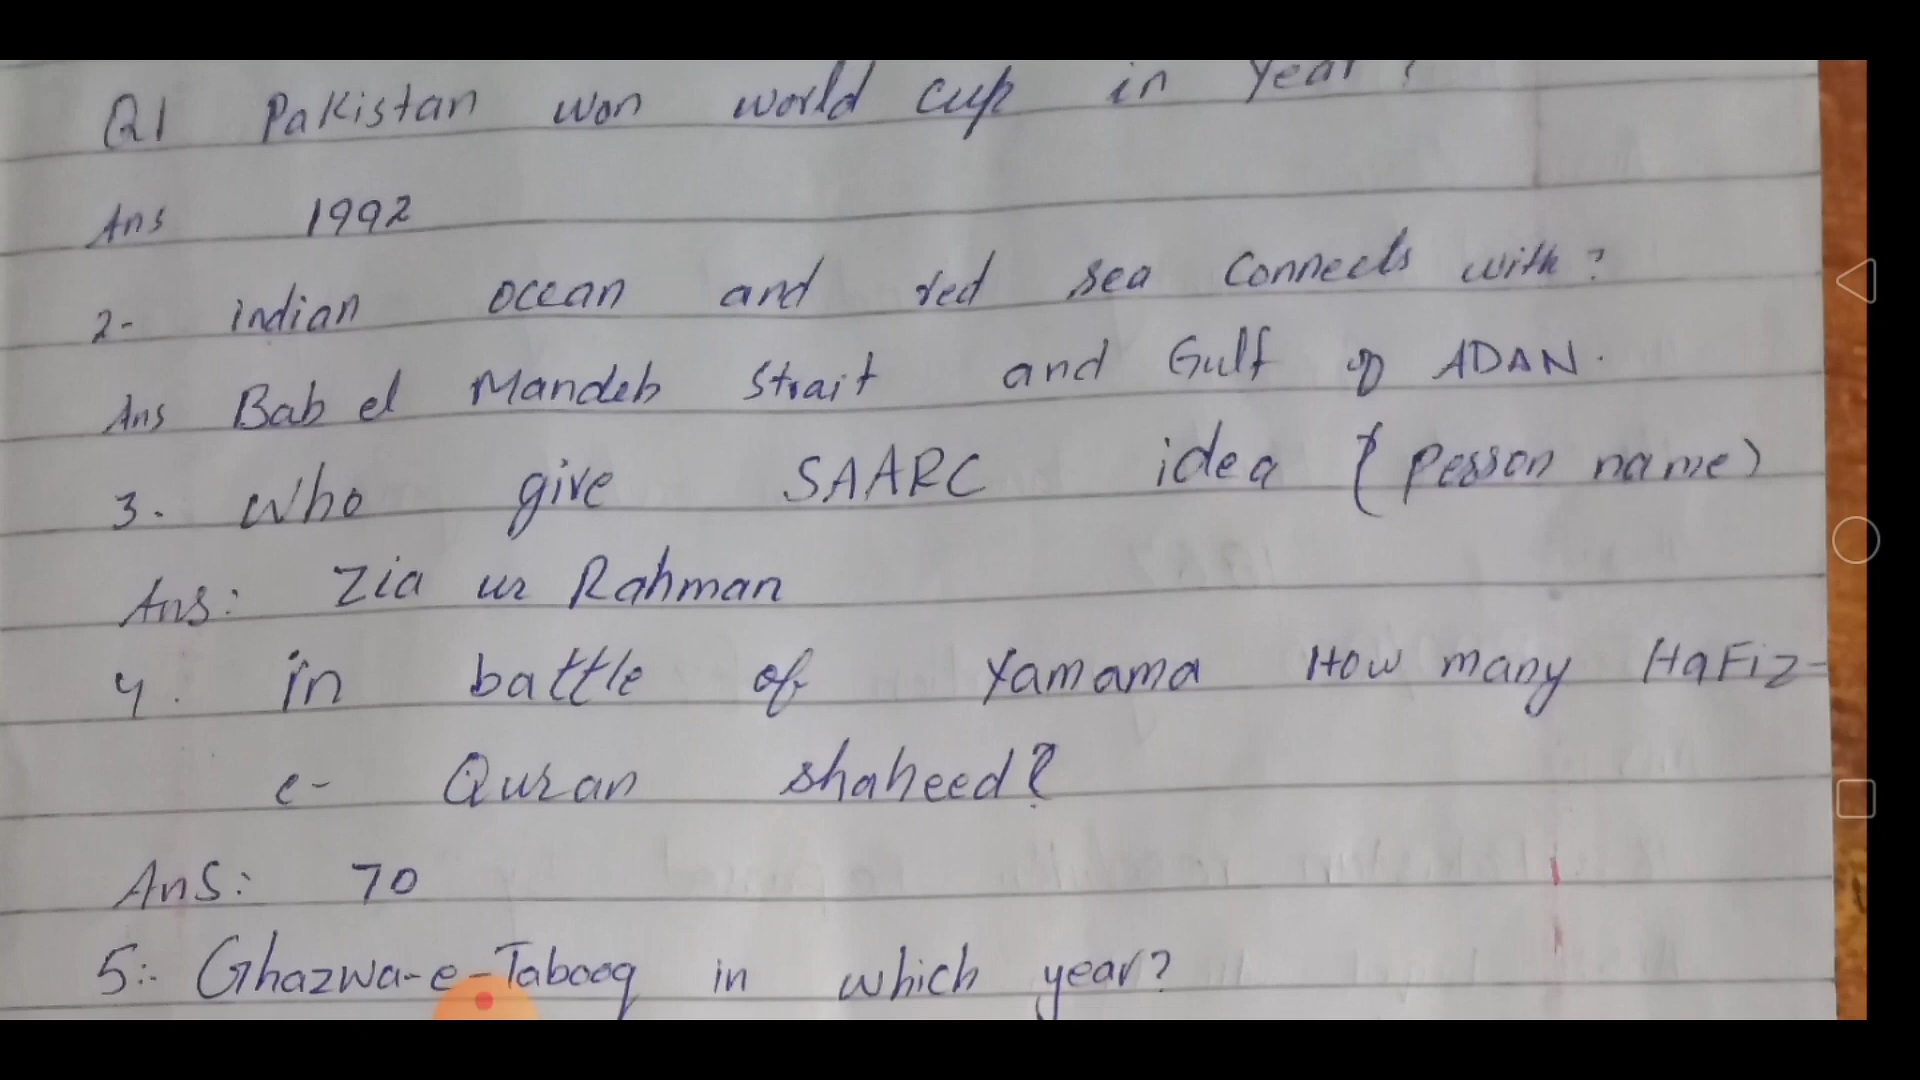 Q1 Pakistan won world cup in Year?
Ans 1992
2- indian ocean and red sea connects with?
Ans Bab el Mandeb strait and Gulf of ADAN.
3. Who give SAARC idea (person name)
Ans: Zia ur Rahman
4. in battle of Yamama How many HaFiz-
e- Quran shaheed?
Ans: 70
5:- Ghazwa-e-Tabooq in which year?